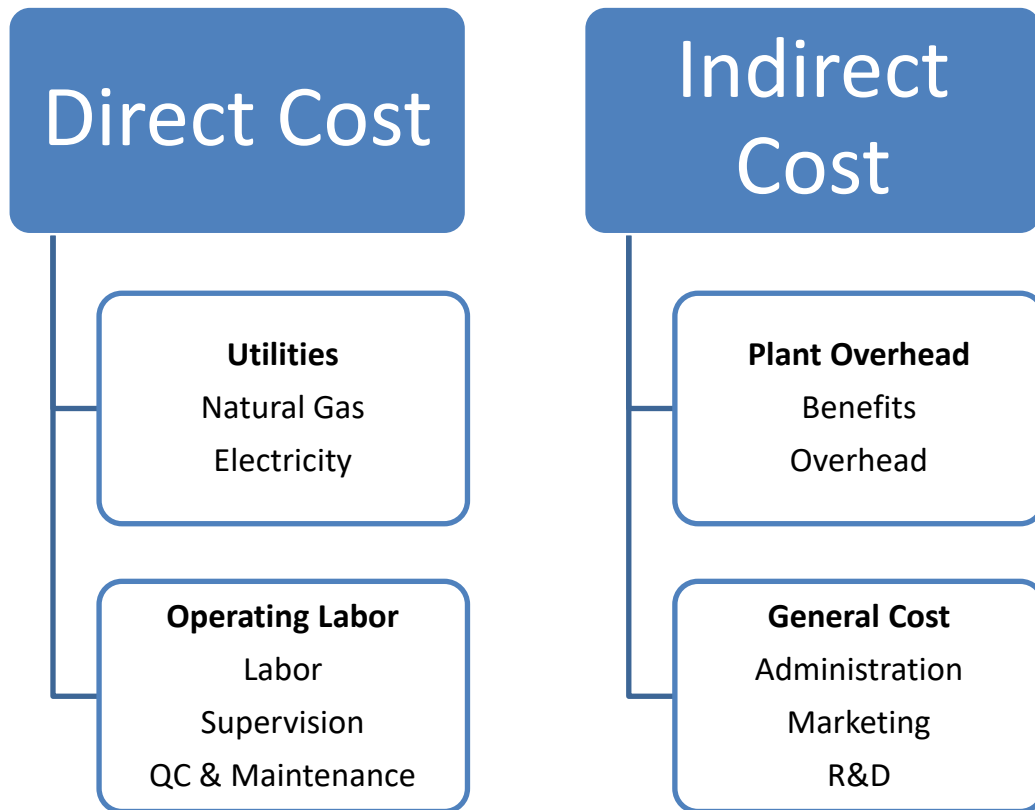 Direct Cost
Utilities
Natural Gas
Electricity
Operating Labor
Labor
Supervision
QC & Maintenance
Indirect
Cost
Plant Overhead
Benefits
Overhead
General Cost
Administration
Marketing
R&D